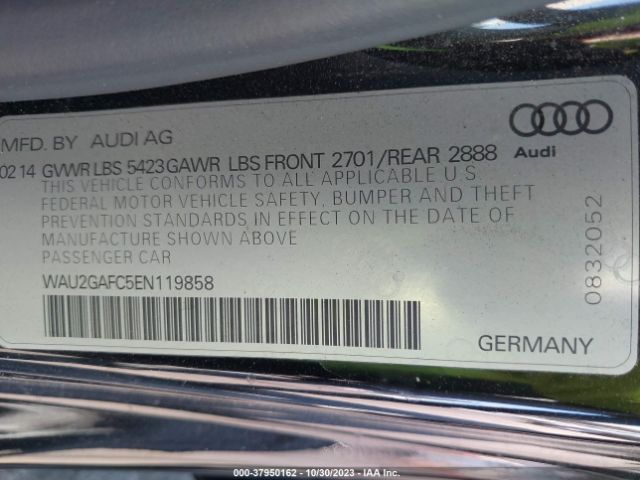 MFD. BY AUDI AG
02 14 GVWR LBS 5423 GAWR LBS FRONT 2701/REAR 2888
Audi
THIS VEHICLE CONFORMS TO ALL APPLICABLE U.S.
FEDERAL MOTOR VEHICLE SAFETY, BUMPER AND THEFT
PREVENTION STANDARDS IN EFFECT ON THE DATE OF
MANUFACTURE SHOWN ABOVE
PASSENGER CAR
0832052
WAU2GAFC5EN119858
GERMANY
000-37950162 - 10/30/2023 - IAA Inc.